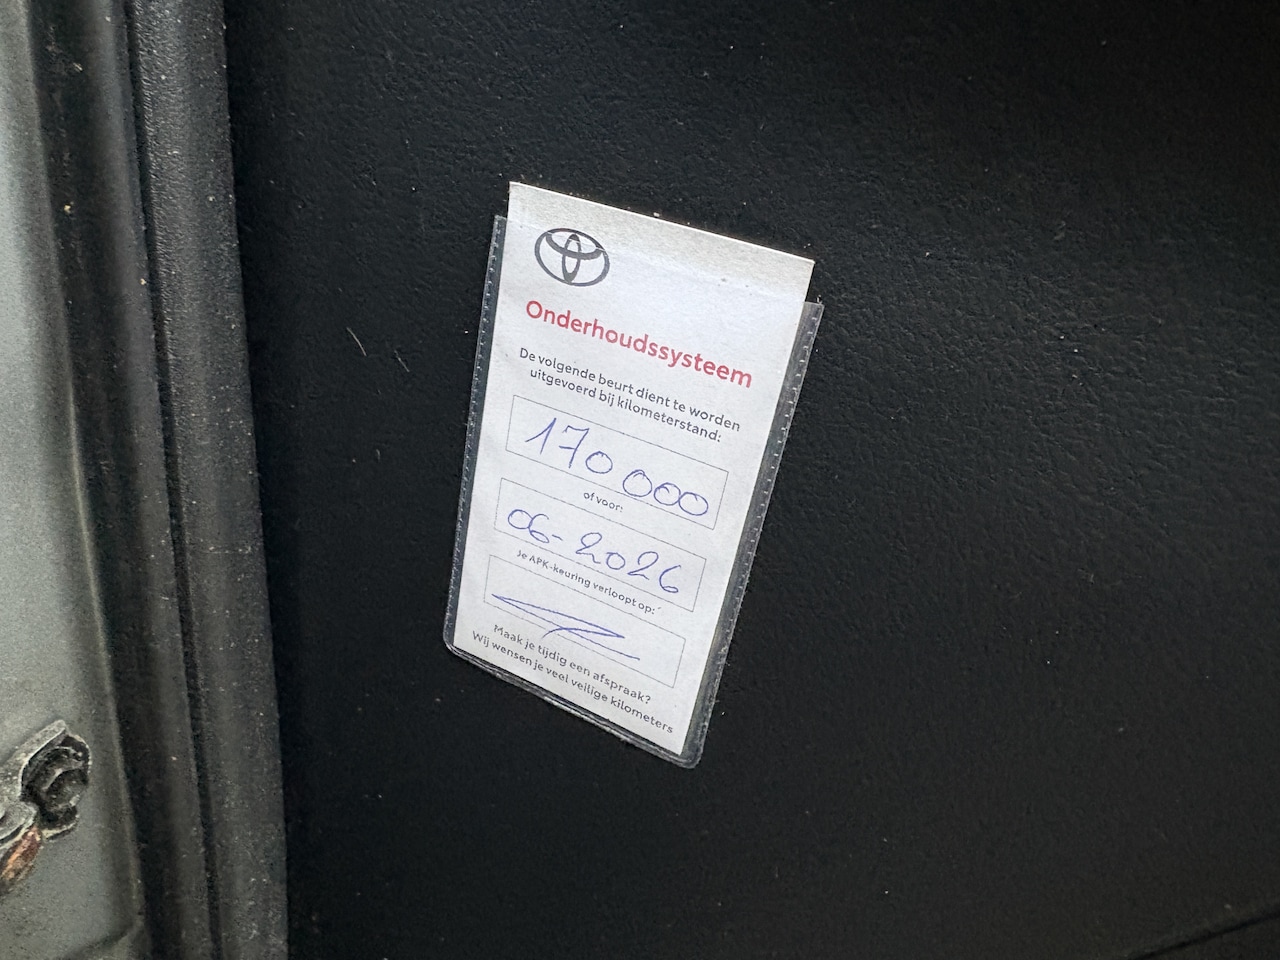 Onderhoudssysteem
De volgende beurt dient te worden
uitgevoerd bij kilometerstand:
170 000
of voor:
06-2026
Je APK-keuring verloopt op:
Maak je tijdig een afspraak?
Wij wensen je veel veilige kilometers